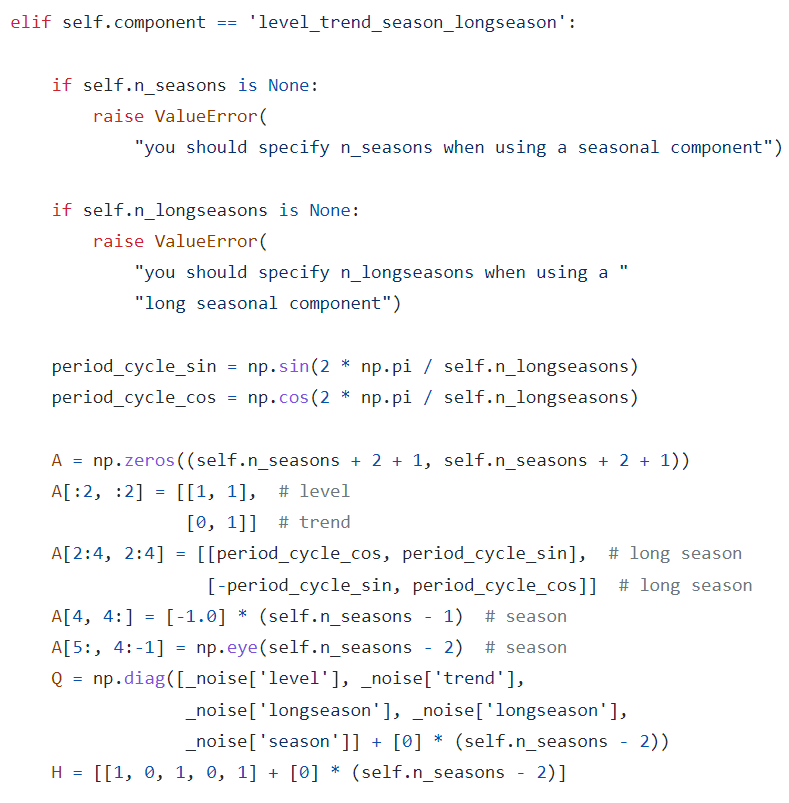 elif self.component == 'level_trend_season_longseason':

    if self.n_seasons is None:
        raise ValueError(
            "you should specify n_seasons when using a seasonal component")

    if self.n_longseasons is None:
        raise ValueError(
            "you should specify n_longseasons when using a "
            "long seasonal component")

    period_cycle_sin = np.sin(2 * np.pi / self.n_longseasons)
    period_cycle_cos = np.cos(2 * np.pi / self.n_longseasons)

    A = np.zeros((self.n_seasons + 2 + 1, self.n_seasons + 2 + 1))
    A[:2, :2] = [[1, 1],  # level
                 [0, 1]]  # trend
    A[2:4, 2:4] = [[period_cycle_cos, period_cycle_sin],  # long season
                   [-period_cycle_sin, period_cycle_cos]]  # long season
    A[4, 4:] = [-1.0] * (self.n_seasons - 1)  # season
    A[5:, 4:-1] = np.eye(self.n_seasons - 2)  # season
    Q = np.diag([_noise['level'], _noise['trend'],
                 _noise['longseason'], _noise['longseason'],
                 _noise['season']] + [0] * (self.n_seasons - 2))
    H = [[1, 0, 1, 0, 1] + [0] * (self.n_seasons - 2)]